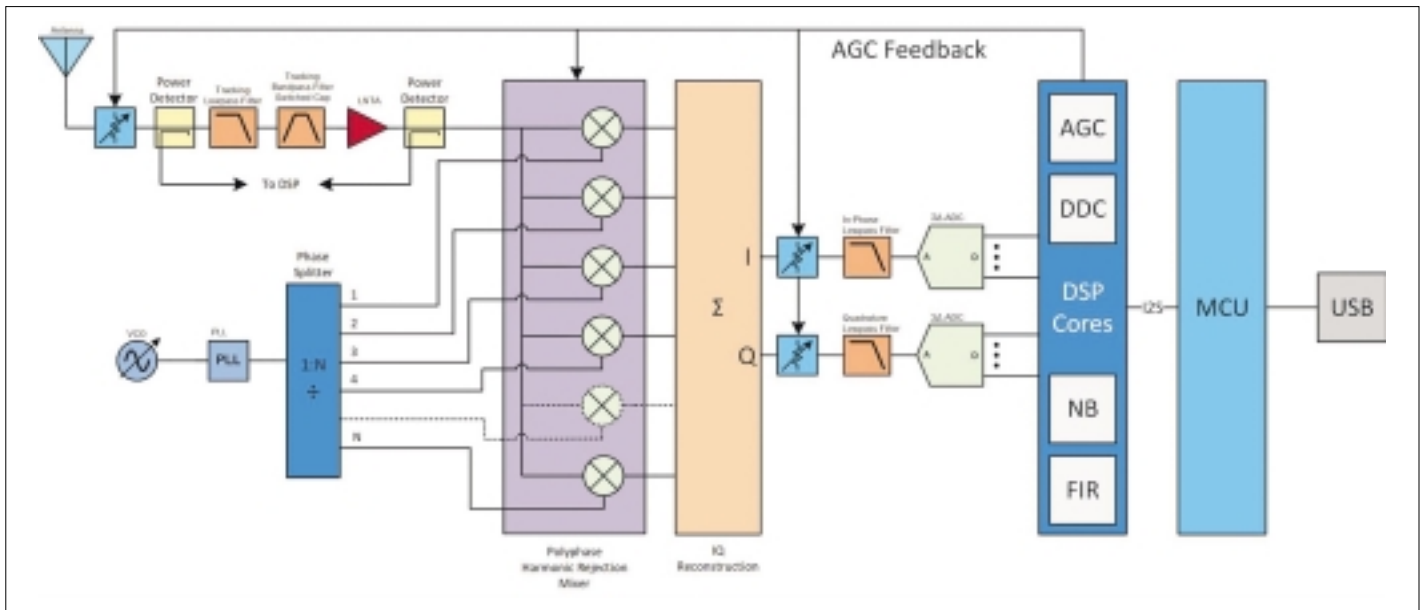 Antenna
AGC Feedback
Power
Detector
Tracking
Lowpass Filter
Tracking
Bandpass Filter
Switched Cap
LNTA
Power
Detector
To DSP
Phase
Splitter
VCO
PLL
PLL
1:N
÷
1
2
3
4
N
Polyphase
Harmonic Rejection
Mixer
Σ
I
Q
IQ
Reconstruction
In-Phase
Lowpass Filter
ΣΔ ADC
A
D
Quadrature
Lowpass Filter
ΣΔ ADC
A
D
AGC
DDC
DSP
Cores
NB
FIR
I2S
MCU
USB